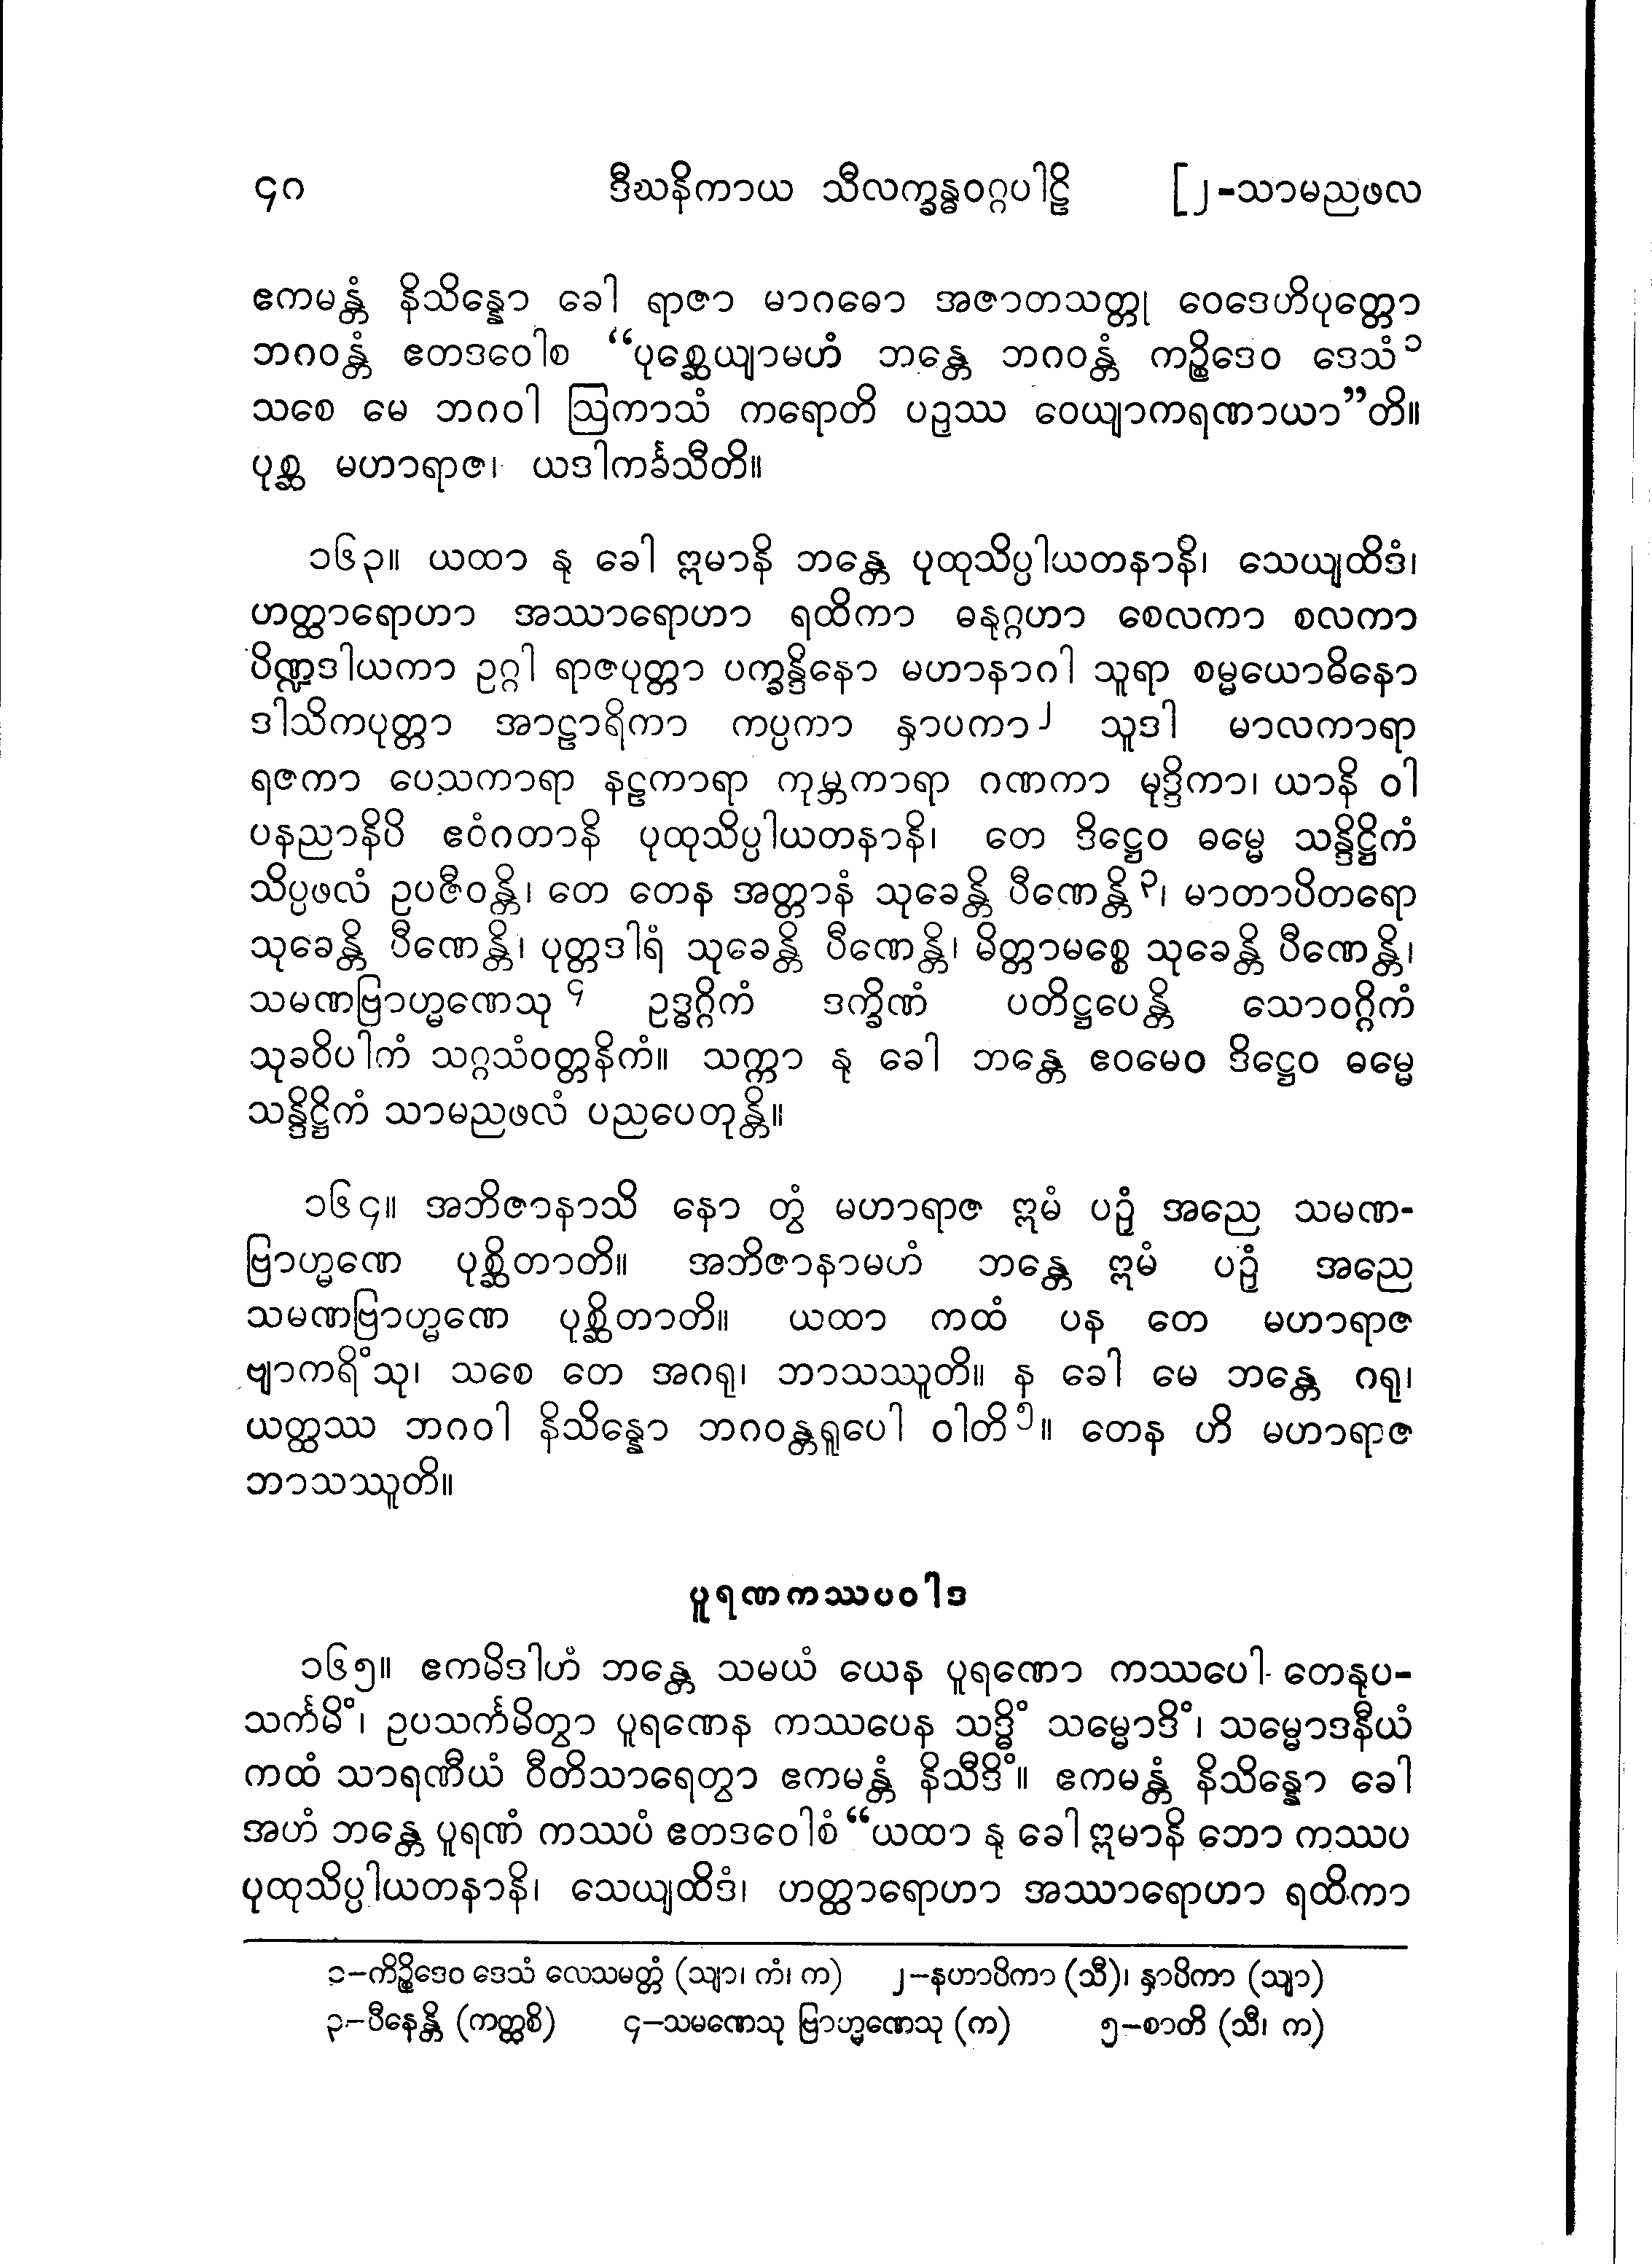 ၄၈ ဒီဃနိကာယ သီလက္ခန္ဓဝဂ္ဂပါဠိ [၂-သာမညဖလ
ဧကမန္တံ နိသိန္နော ခေါ ရာဇာ မာဂဓော အဇာတသတ္တု ဝေဒေဟိပုတ္တော
ဘဂဝန္တံ ဧတဒဝေါစ “ပုစ္ဆေယျာမဟံ ဘန္တေ ဘဂဝန္တံ ကဉ္စိဒေဝ ဒေသံ ၁
သစေ မေ ဘဂဝါ ဩကာသံ ကရောတိ ပဉှဿ ဝေယျာကရဏာယာ”တိ။
ပုစ္ဆ မဟာရာဇ၊ ယဒါကင်္ခသီတိ။
၁၆၃။ ယထာ နု ခေါ ဣမာနိ ဘန္တေ ပုထုသိပ္ပါယတနာနိ၊ သေယျထိဒံ၊
ဟတ္ထာရောဟာ အဿာရောဟာ ရထိကာ ဓနုဂ္ဂဟာ စေလကာ စလကာ
ပိဏ္ဍဒါယကာ ဥဂ္ဂါ ရာဇပုတ္တာ ပက္ခန္ဒိနော မဟာနာဂါ သူရာ စမ္မယောဓိနော
ဒါသိကပုတ္တာ အာဠာရိကာ ကပ္ပကာ နှာပကာ ၂ သူဒါ မာလကာရာ
ရဇကာ ပေသကာရာ နဠကာရာ ကုမ္ဘကာရာ ဂဏကာ မုဒ္ဒိကာ၊ ယာနိ ဝါ
ပနညာနိပိ ဧဝံဂတာနိ ပုထုသိပ္ပါယတနာနိ၊ တေ ဒိဋ္ဌေဝ ဓမ္မေ သန္ဒိဋ္ဌိကံ
သိပ္ပဖလံ ဥပဇီဝန္တိ၊ တေ တေန အတ္တာနံ သုခေန္တိ ပီဏေန္တိ ၃၊ မာတာပိတရော
သုခေန္တိ ပီဏေန္တိ၊ ပုတ္တဒါရံ သုခေန္တိ ပီဏေန္တိ၊ မိတ္တာမစ္စေ သုခေန္တိ ပီဏေန္တိ၊
သမဏဗြာဟ္မဏေသု ၄ ဥဒ္ဓဂ္ဂိကံ ဒက္ခိဏံ ပတိဋ္ဌပေန္တိ သောဝဂ္ဂိကံ
သုခဝိပါကံ သဂ္ဂသံဝတ္တနိကံ။ သက္ကာ နု ခေါ ဘန္တေ ဧဝမေဝ ဒိဋ္ဌေဝ ဓမ္မေ
သန္ဒိဋ္ဌိကံ သာမညဖလံ ပညပေတုန္တိ။
၁၆၄။ အဘိဇာနာသိ နော တွံ မဟာရာဇ ဣမံ ပဉှံ အညေ သမဏ-
ဗြာဟ္မဏေ ပုစ္ဆိတာတိ။ အဘိဇာနာမဟံ ဘန္တေ ဣမံ ပဉှံ အညေ
သမဏဗြာဟ္မဏေ ပုစ္ဆိတာတိ။ ယထာ ကထံ ပန တေ မဟာရာဇ
ဗျာကရိံသု၊ သစေ တေ အဂရု၊ ဘာသဿူတိ။ န ခေါ မေ ဘန္တေ ဂရု၊
ယတ္ထဿ ဘဂဝါ နိသိန္နော ဘဂဝန္တရူပေါ ဝါတိ ၅။ တေန ဟိ မဟာရာဇ
ဘာသဿူတိ။
ပူရဏကဿပဝါဒ
၁၆၅။ ဧကမိဒါဟံ ဘန္တေ သမယံ ယေန ပူရဏော ကဿပေါ တေနုပ-
သင်္ကမိံ၊ ဥပသင်္ကမိတွာ ပူရဏေန ကဿပေန သဒ္ဓိံ သမ္မောဒိံ၊ သမ္မောဒနီယံ
ကထံ သာရဏီယံ ဝီတိသာရေတွာ ဧကမန္တံ နိသီဒိံ။ ဧကမန္တံ နိသိန္နော ခေါ
အဟံ ဘန္တေ ပူရဏံ ကဿပံ ဧတဒဝေါစံ “ယထာ နု ခေါ ဣမာနိ ဘော ကဿပ
ပုထုသိပ္ပါယတနာနိ၊ သေယျထိဒံ၊ ဟတ္ထာရောဟာ အဿာရောဟာ ရထိကာ
၁-ကိဉ္စိဒေဝ ဒေသံ လေသမတ္တံ (သျာ၊ ကံ၊ က) ၂-နဟာပိကာ (သီ)၊ နှာပိကာ (သျာ)
၃-ပီနေန္တိ (ကတ္ထစိ) ၄-သမဏေသု ဗြာဟ္မဏေသု (က) ၅-စာတိ (သီ၊ က)